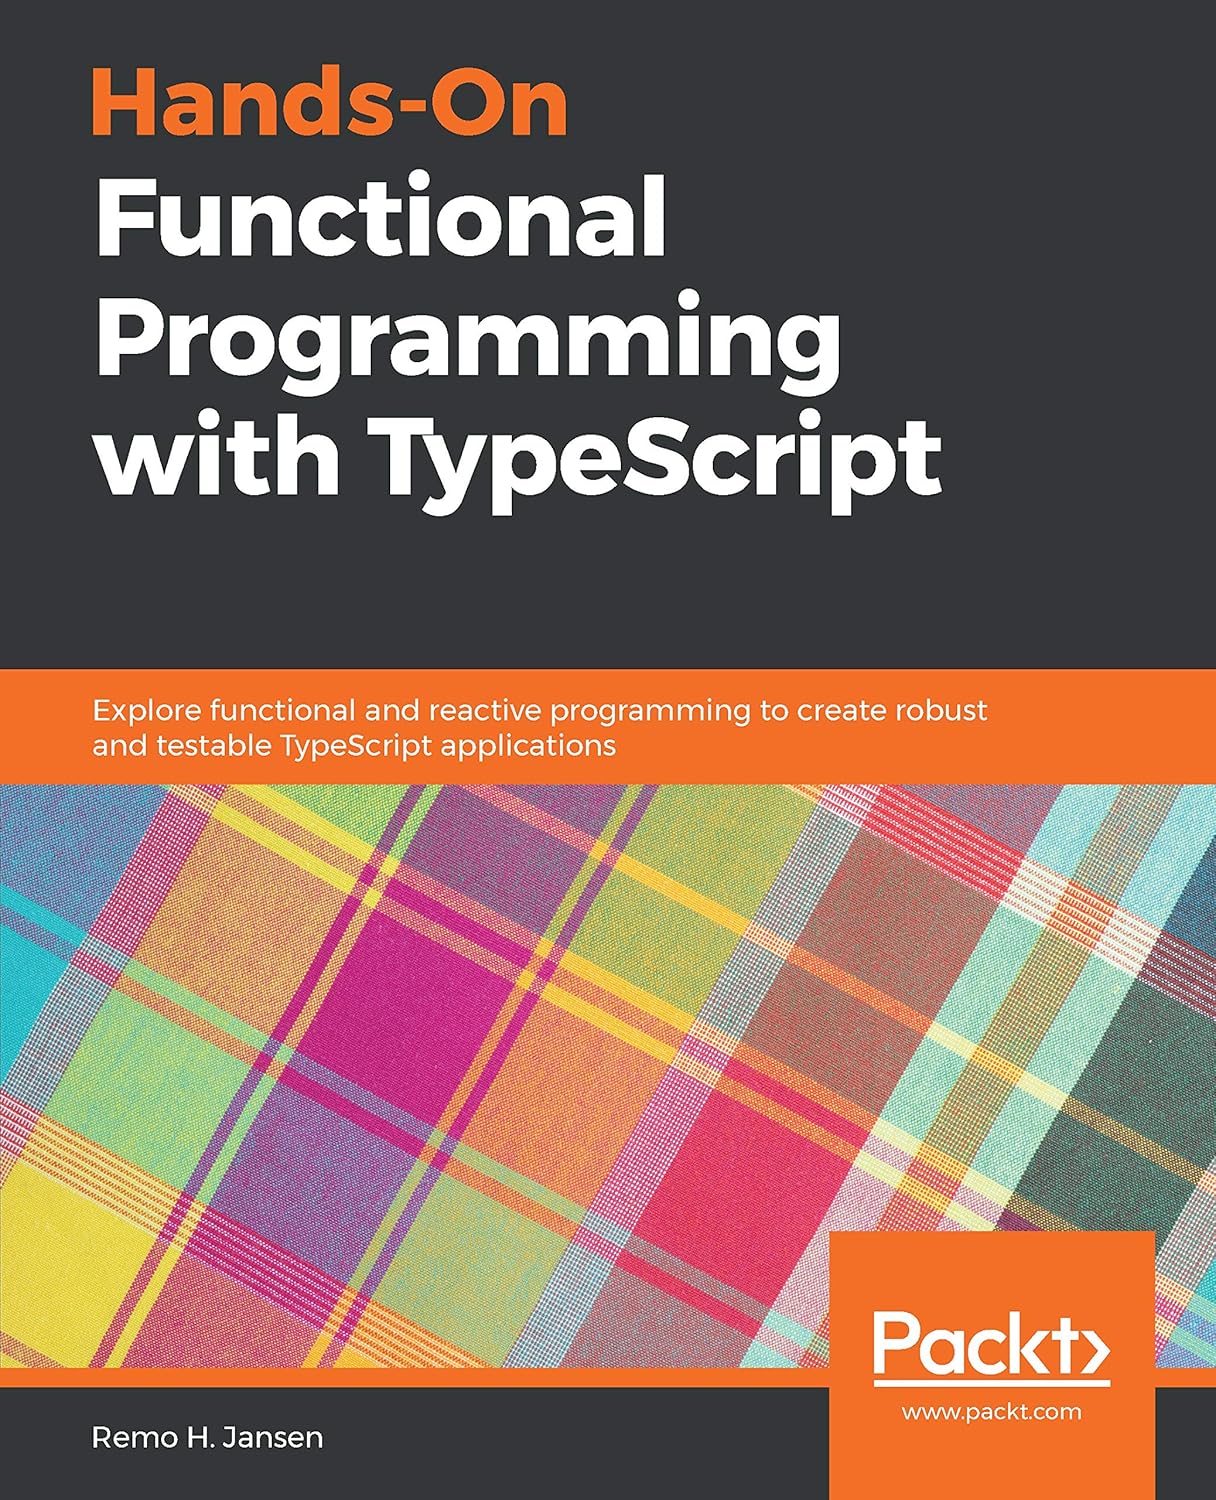 Hands-On
Functional
Programming
with TypeScript
Explore functional and reactive programming to create robust
and testable TypeScript applications
Packt>
www.packt.com
Remo H. Jansen